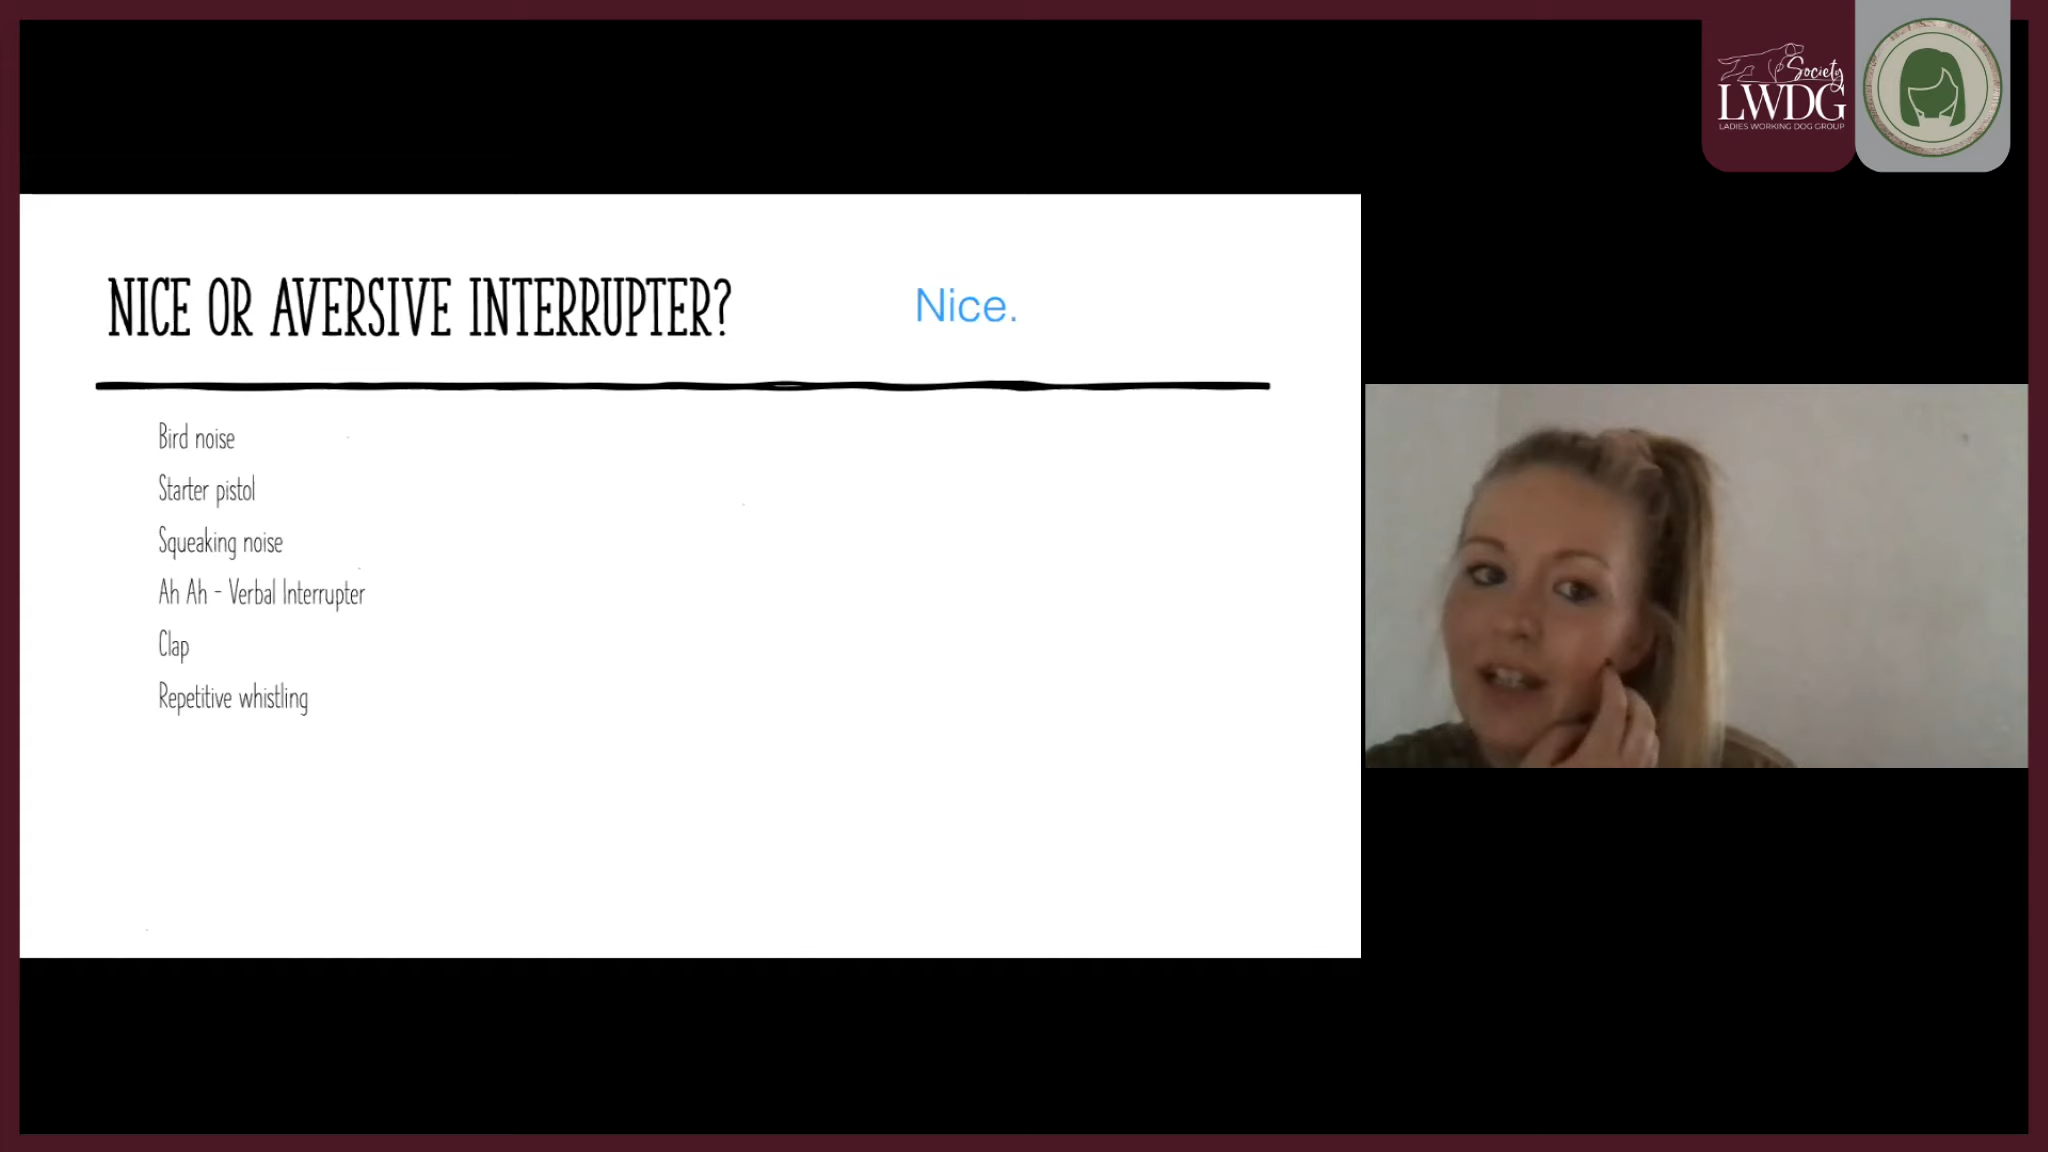 Society
LWDG
LADIES WORKING DOG GROUP
NICE OR AVERSIVE INTERRUPTER?
Nice.
Bird noise
Starter pistol
Squeaking noise
Ah Ah - Verbal Interrupter
Clap
Repetitive whistling